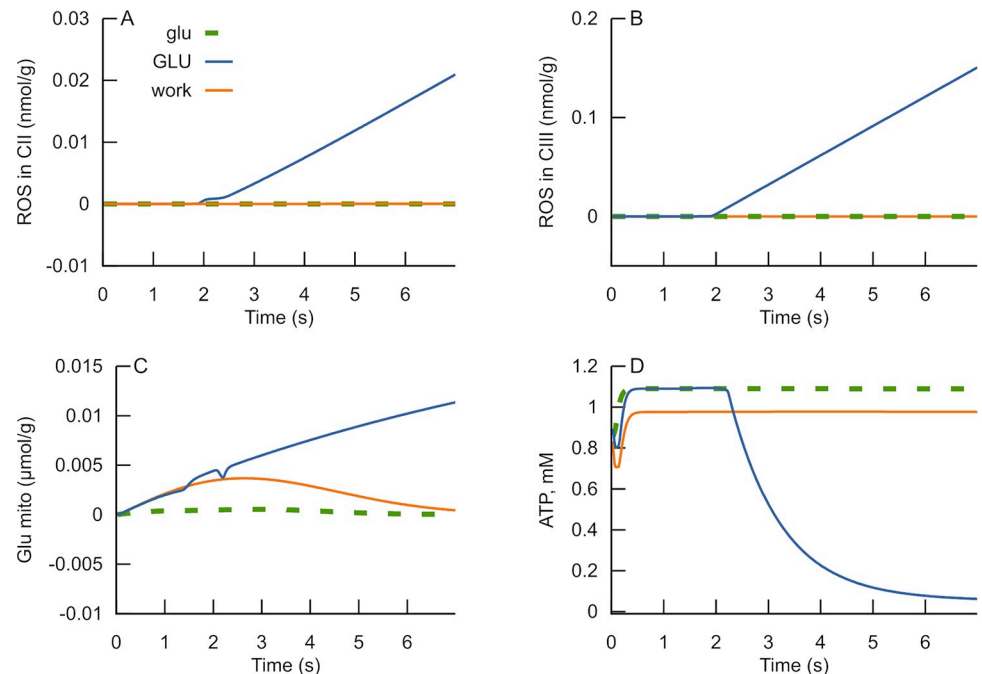 A
0.03
0.02
0.01
0
-0.01
ROS in CII (nmol/g)
glu
GLU
work
0 1 2 3 4 5 6
Time (s)
B
0.2
0.1
0
ROS in CIII (nmol/g)
0 1 2 3 4 5 6
Time (s)
C
0.015
0.01
0.005
0
-0.005
-0.01
Glu mito (μmol/g)
0 1 2 3 4 5 6
Time (s)
D
1.2
1
0.8
0.6
0.4
0.2
0
ATP, mM
0 1 2 3 4 5 6
Time (s)